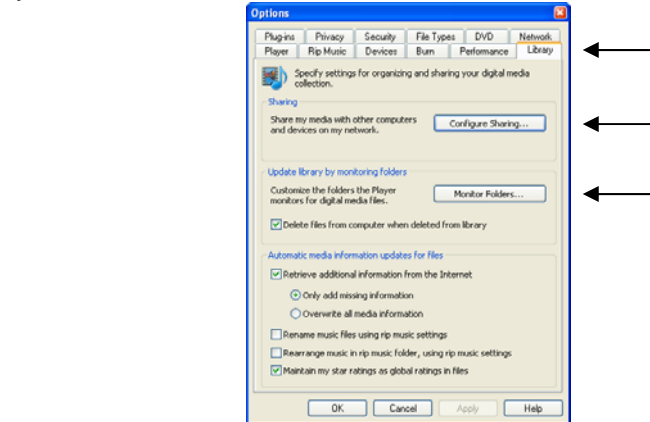 Options
Plug-ins Privacy Security File Types DVD Network
Player Rip Music Devices Burn Performance Library
Specify settings for organizing and sharing your digital media
collection.
Sharing
Share my media with other computers
and devices on my network.
Configure Sharing...
Update library by monitoring folders
Customize the folders the Player
monitors for digital media files.
Monitor Folders...
Delete files from computer when deleted from library
Automatic media information updates for files
Retrieve additional information from the Internet
Only add missing information
Overwrite all media information
Rename music files using rip music settings
Rearrange music in rip music folder, using rip music settings
Maintain my star ratings as global ratings in files
OK Cancel Apply Help